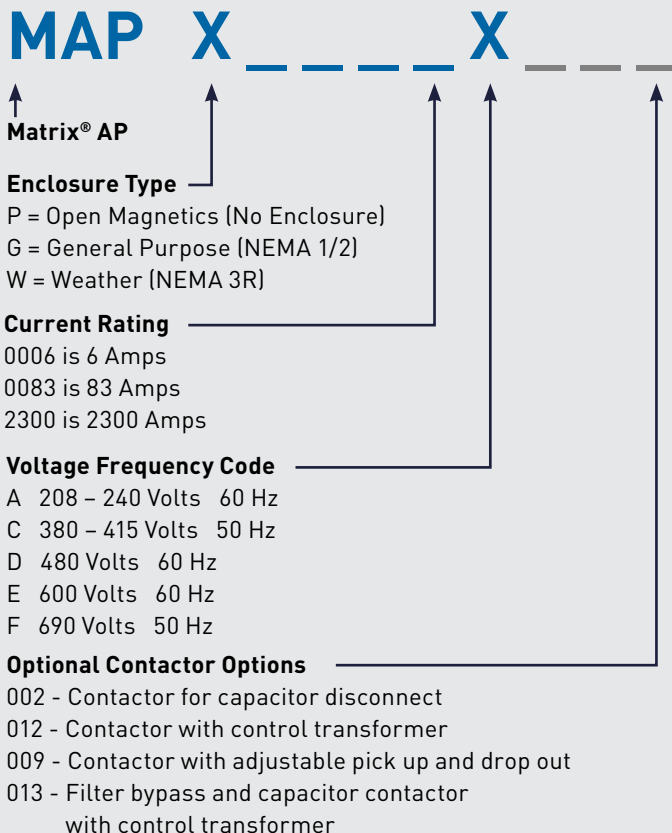 MAP X _ _ _ _ X _ _ _
Matrix® AP
Enclosure Type
P = Open Magnetics (No Enclosure)
G = General Purpose (NEMA 1/2)
W = Weather (NEMA 3R)
Current Rating
0006 is 6 Amps
0083 is 83 Amps
2300 is 2300 Amps
Voltage Frequency Code
A 208 – 240 Volts 60 Hz
C 380 – 415 Volts 50 Hz
D 480 Volts 60 Hz
E 600 Volts 60 Hz
F 690 Volts 50 Hz
Optional Contactor Options
002 - Contactor for capacitor disconnect
012 - Contactor with control transformer
009 - Contactor with adjustable pick up and drop out
013 - Filter bypass and capacitor contactor
with control transformer